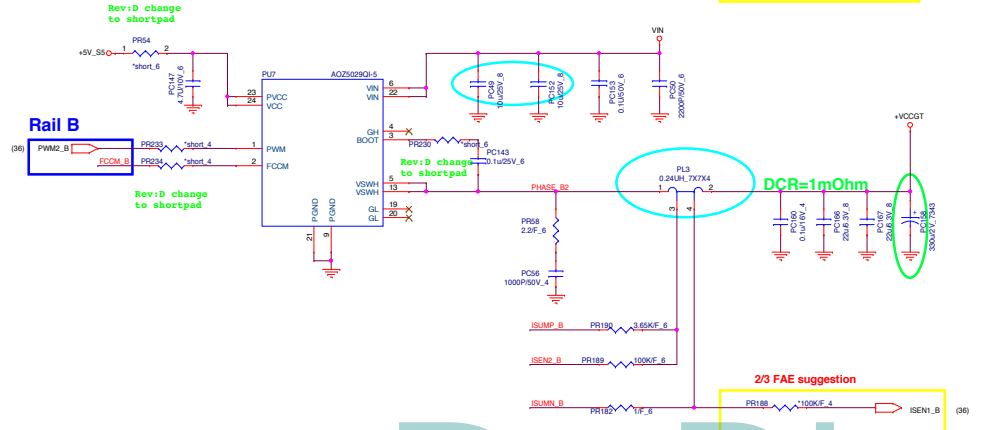 Rev:D change
to shortpad
+5V_S5
1
PR54
2
*short_6
PC147
4.7U/10V_6
PU7
AOZ5029QI-5
23
24
PVCC
VCC
VIN
VIN
6
22
VIN
PC49
10u/25V_8
PC152
10u/25V_8
PC153
0.1U/50V_6
PC50
2200P/50V_6
Rail B
(36)
PWM2_B
FCCM_B
PR233
*short_4
PR234
*short_4
1
2
PWM
FCCM
GH
BOOT
4
3
PR230
*short_6
PC143
0.1u/25V_6
Rev:D change
to shortpad
Rev:D change
to shortpad
VSWH
VSWH
5
13
GL
GL
19
20
PGND
PGND
21
9
PHASE_B2
PR58
2.2/F_6
PC56
1000P/50V_4
PL3
0.24UH_7X7X4
1
2
3
4
DCR=1mOhm
+VCCGT
PC160
0.1u/16V_4
PC166
22u/6.3V_8
PC167
22u/6.3V_8
PC158
330u/2V_7343
ISUMP_B
PR190
3.65K/F_6
ISEN2_B
PR189
100K/F_6
ISUMN_B
PR182
1/F_6
2/3 FAE suggestion
PR188
*100K/F_4
ISEN1_B
(36)